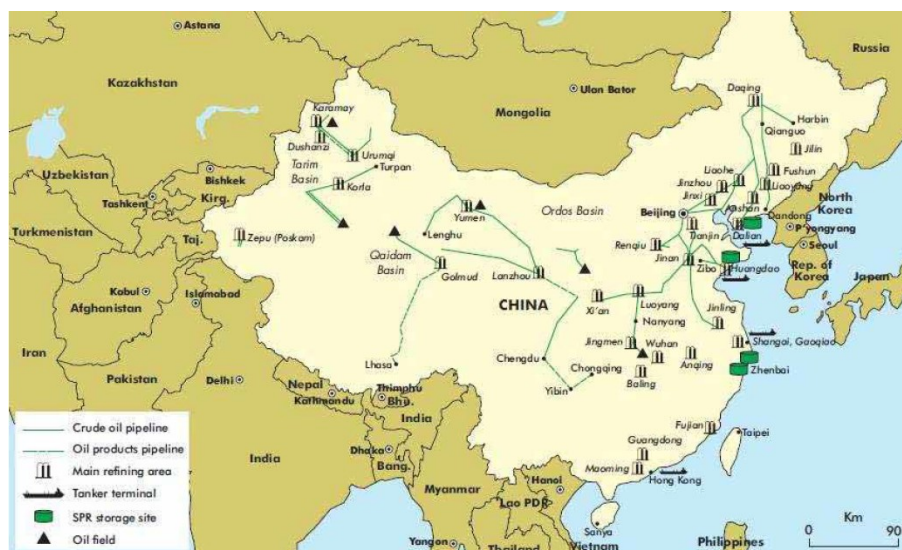 Astana
Russia
Kazakhstan
Ulan Bator
Mongolia
Daqing
Harbin
Qianguo
Jilin
Karamay
Dushanzi
Urumqi
Turpan
Tarim
Basin
Korla
Uzbekistan
Bishkek
Tashkent
Kirg.
Turkmenistan
Taj.
Zepu (Poskam)
Liaohe
Fushun
Jinzhou
Jinxi
Liaoyang
Anshan
North
Korea
Beijing
Dandong
P'yongyang
Tianjin
Dalian
Seoul
Rep. of
Korea
Japan
Yumen
Lenghu
Ordos Basin
Renqiu
Jinan
Zibo
Huangdao
Qaidam
Basin
Golmud
Lanzhou
CHINA
Xi'an
Luoyang
Nanyang
Jinling
Kabul
Islamabad
Afghanistan
Iran
Pakistan
Delhi
Nepal
Kathmandu
Thimphu
Bhu.
India
Lhasa
Chengdu
Chongqing
Yibin
Jingmen
Wuhan
Baling
Anqing
Shangai, Gaoqiao
Zhenbai
Fujian
Taipei
Guangdong
Maoming
Hong Kong
India
Dhaka
Bang.
Myanmar
Hanoi
Lao PDR
Yangon
Thailand
Vietnam
Sanya
Philippines
Crude oil pipeline
Oil products pipeline
Main refining area
Tanker terminal
SPR storage site
Oil field
Km
0 90